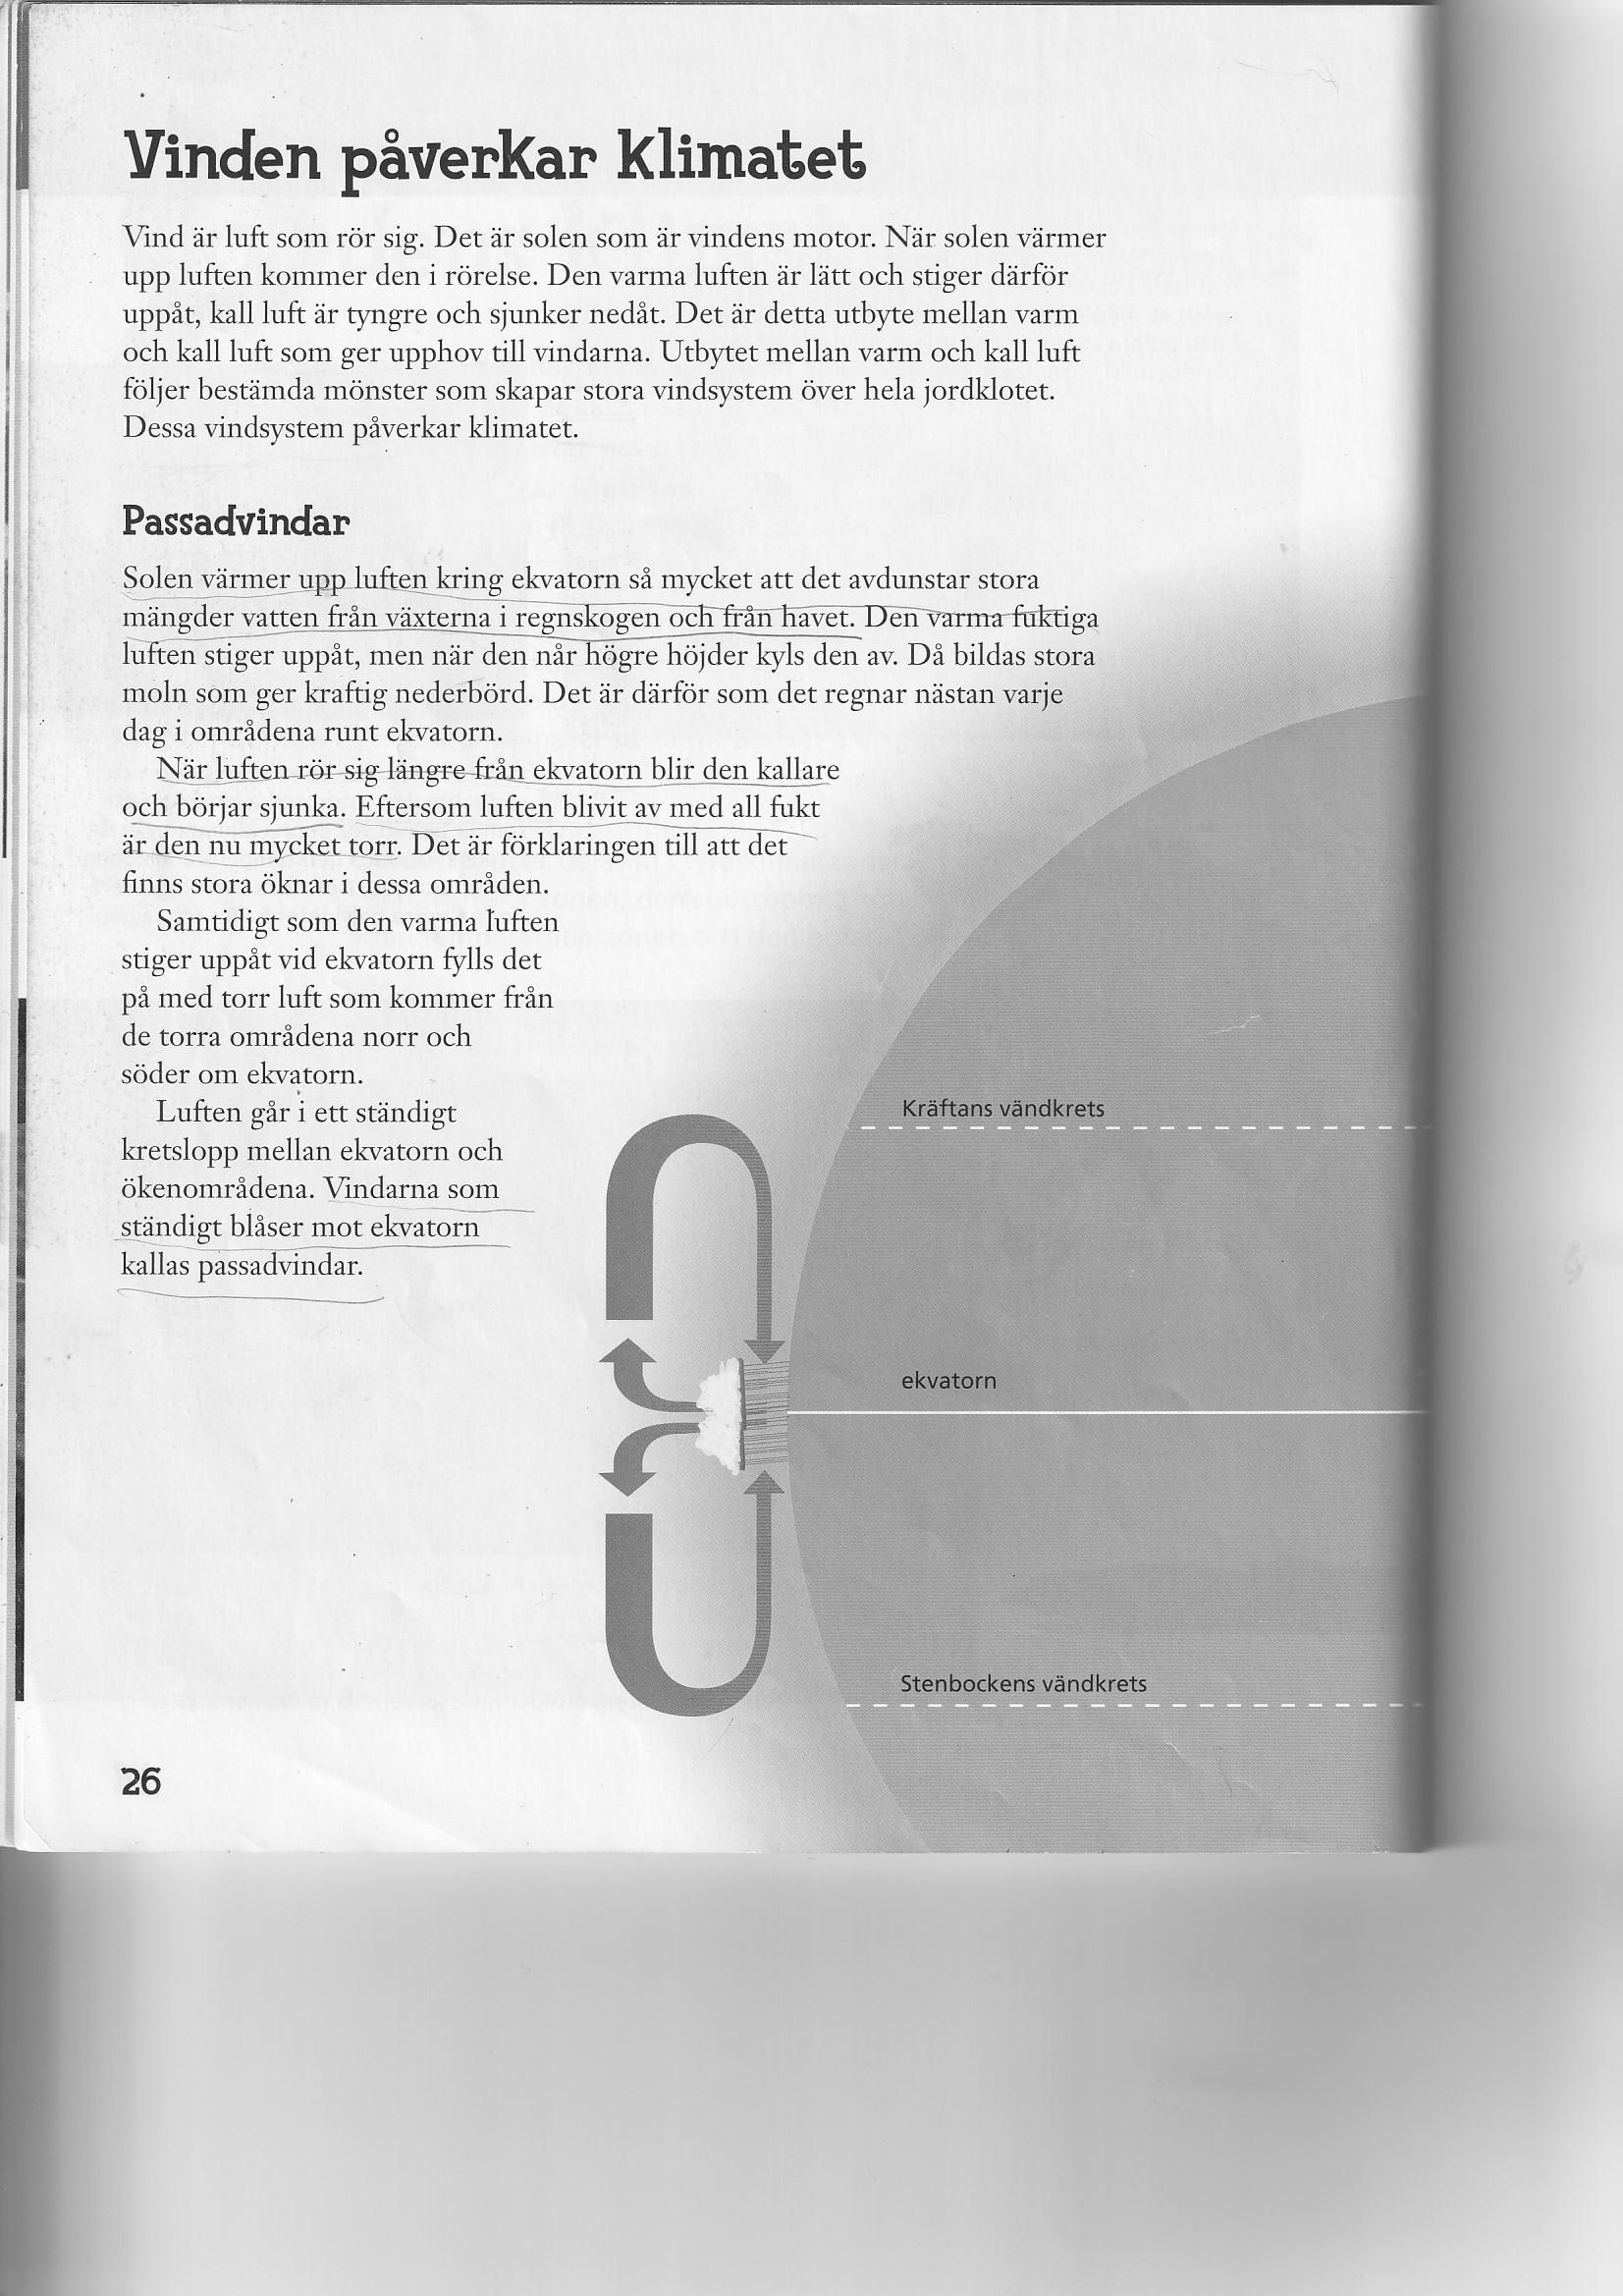 Vinden påverkar klimatet
Vind är luft som rör sig. Det är solen som är vindens motor. När solen värmer
upp luften kommer den i rörelse. Den varma luften är lätt och stiger därför
uppåt, kall luft är tyngre och sjunker nedåt. Det är detta utbyte mellan varm
och kall luft som ger upphov till vindarna. Utbytet mellan varm och kall luft
följer bestämda mönster som skapar stora vindsystem över hela jordklotet.
Dessa vindsystem påverkar klimatet.
Passadvindar
Solen värmer upp luften kring ekvatorn så mycket att det avdunstar stora
mängder vatten från växterna i regnskogen och från havet. Den varma fuktiga
luften stiger uppåt, men när den når högre höjder kyls den av. Då bildas stora
moln som ger kraftig nederbörd. Det är därför som det regnar nästan varje
dag i områdena runt ekvatorn.
När luften rör sig längre från ekvatorn blir den kallare
och börjar sjunka. Eftersom luften blivit av med all fukt
är den nu mycket torr. Det är förklaringen till att det
finns stora öknar i dessa områden.
Samtidigt som den varma luften
stiger uppåt vid ekvatorn fylls det
på med torr luft som kommer från
de torra områdena norr och
söder om ekvatorn.
Luften går i ett ständigt
kretslopp mellan ekvatorn och
ökenområdena. Vindarna som
ständigt blåser mot ekvatorn
kallas passadvindar.
Kräftans vändkrets
ekvatorn
Stenbockens vändkrets
26